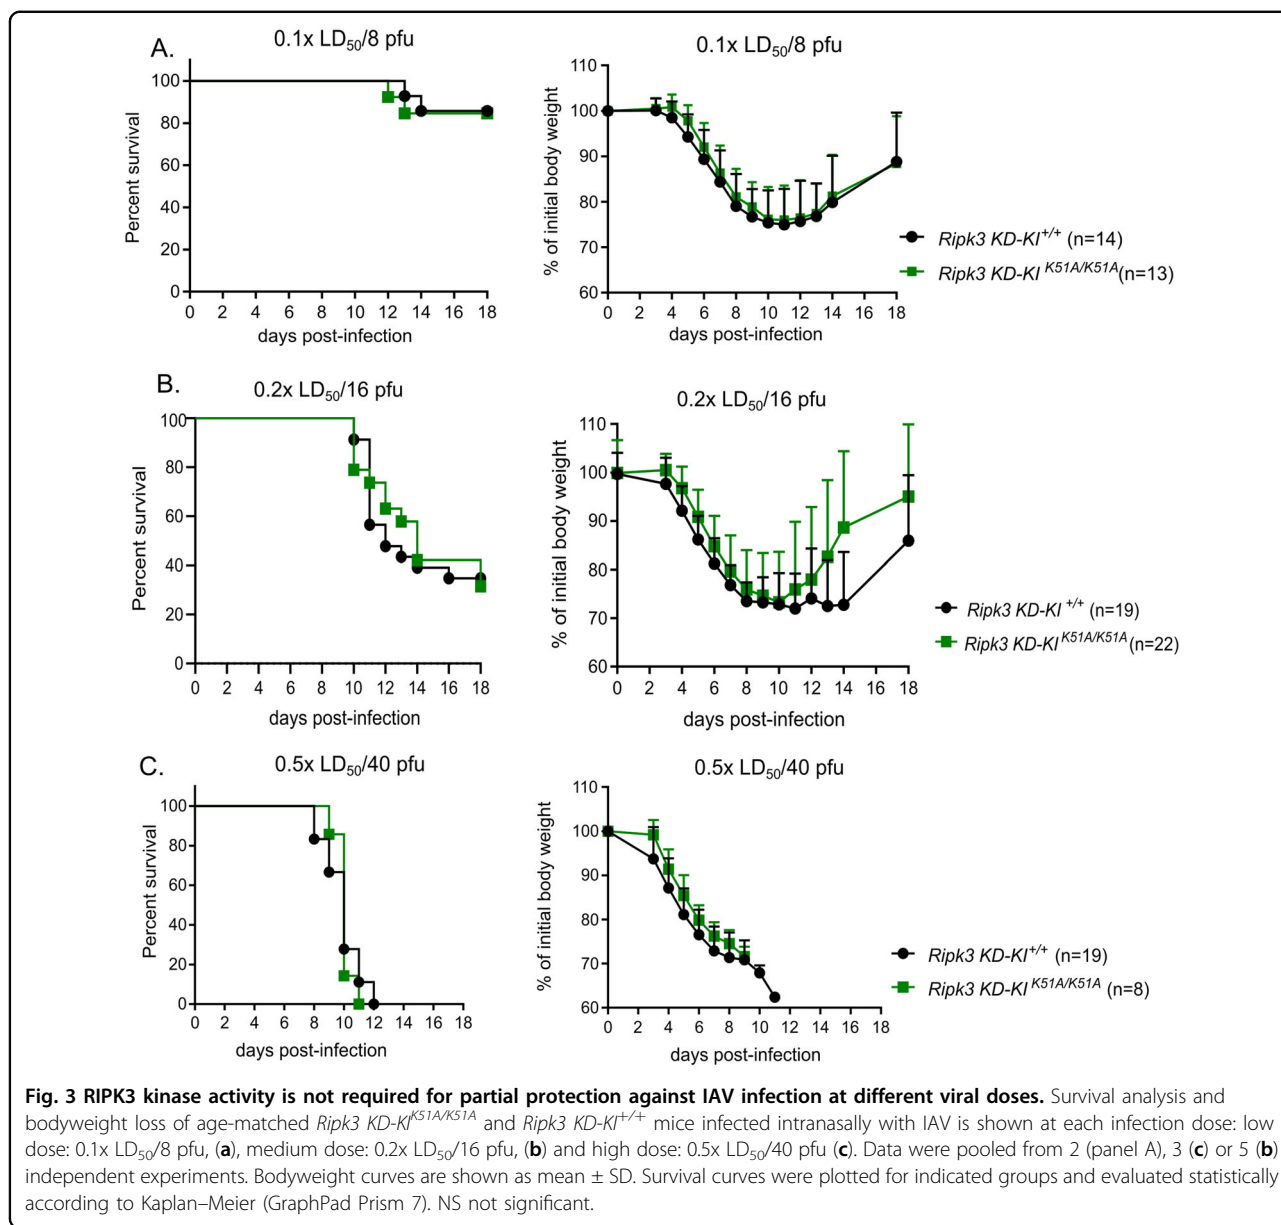 A.
0.1x LD50/8 pfu
Percent survival
100
80
60
40
20
0
0 2 4 6 8 10 12 14 16 18
days post-infection
0.1x LD50/8 pfu
% of initial body weight
110
100
90
80
70
60
0 2 4 6 8 10 12 14 16 18
days post-infection
Ripk3 KD-KI+/+ (n=14)
Ripk3 KD-KI K51A/K51A(n=13)
B.
0.2x LD50/16 pfu
Percent survival
100
80
60
40
20
0
0 2 4 6 8 10 12 14 16 18
days post-infection
0.2x LD50/16 pfu
% of initial body weight
110
100
90
80
70
60
0 2 4 6 8 10 12 14 16 18
days post-infection
Ripk3 KD-KI +/+ (n=19)
Ripk3 KD-KI K51A/K51A (n=22)
C.
0.5x LD50/40 pfu
Percent survival
100
80
60
40
20
0
0 2 4 6 8 10 12 14 16 18
days post-infection
0.5x LD50/40 pfu
% of initial body weight
110
100
90
80
70
60
0 2 4 6 8 10 12 14 16 18
days post-infection
Ripk3 KD-KI+/+ (n=19)
Ripk3 KD-KI K51A/K51A (n=8)
Fig. 3 RIPK3 kinase activity is not required for partial protection against IAV infection at different viral doses. Survival analysis and
bodyweight loss of age-matched Ripk3 KD-KIK51A/K51A and Ripk3 KD-KI+/+ mice infected intranasally with IAV is shown at each infection dose: low
dose: 0.1x LD50/8 pfu, (a), medium dose: 0.2x LD50/16 pfu, (b) and high dose: 0.5x LD50/40 pfu (c). Data were pooled from 2 (panel A), 3 (c) or 5 (b)
independent experiments. Bodyweight curves are shown as mean ± SD. Survival curves were plotted for indicated groups and evaluated statistically
according to Kaplan–Meier (GraphPad Prism 7). NS not significant.